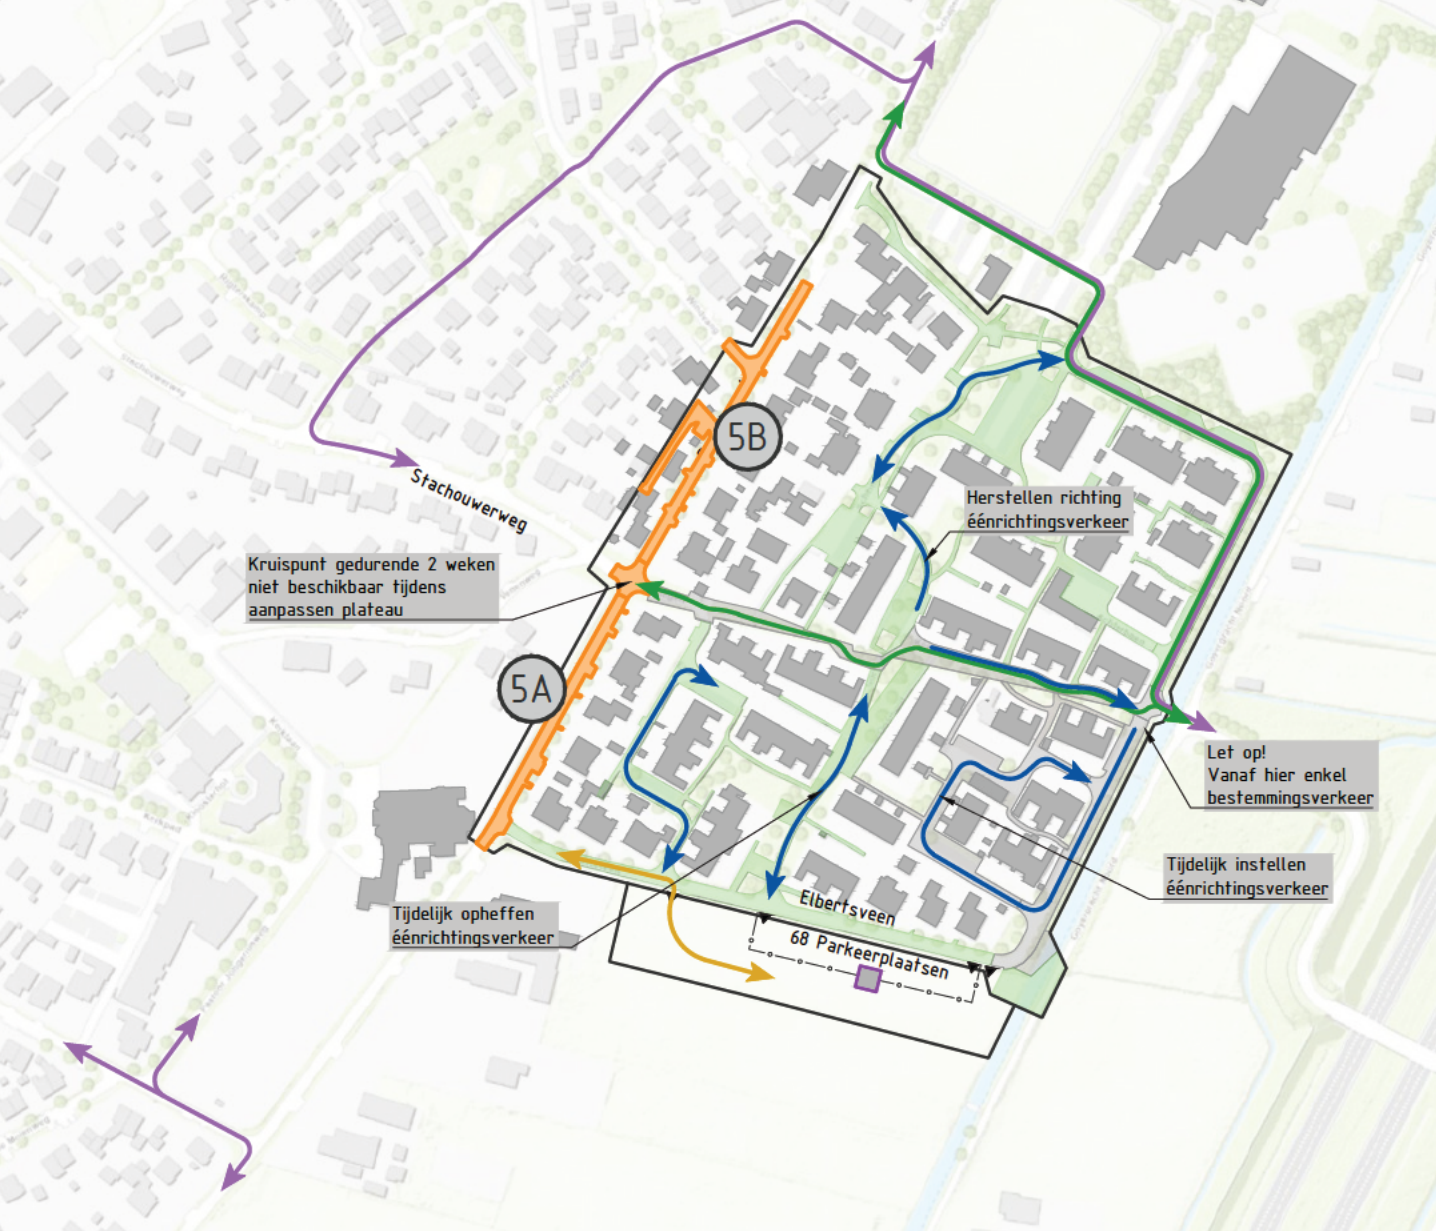 5B
Stachouwerweg
Herstellen richting
éénrichtingsverkeer
Kruispunt gedurende 2 weken
niet beschikbaar tijdens
aanpassen plateau
5A
Let op!
Vanaf hier enkel
bestemmingsverkeer
Tijdelijk instellen
éénrichtingsverkeer
Tijdelijk opheffen
éénrichtingsverkeer
Elbertsveen
68 Parkeerplaatsen